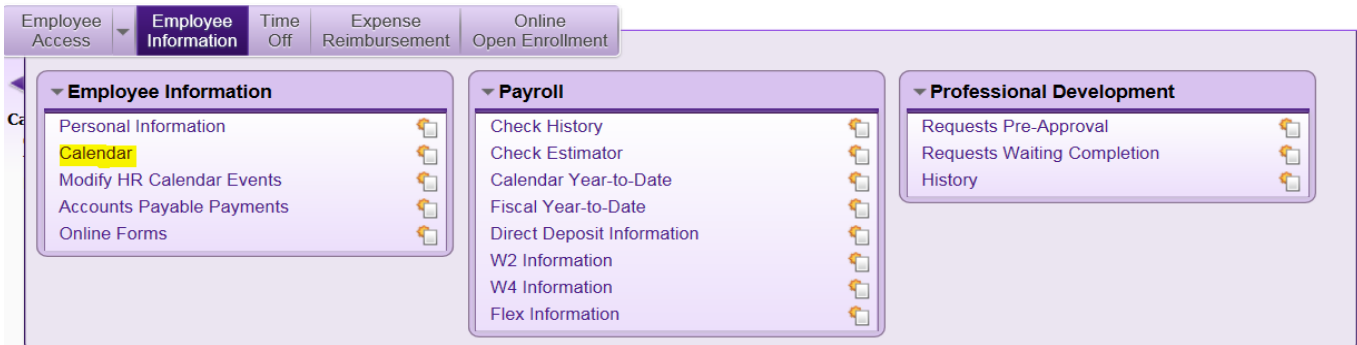 Employee Access
Employee Information
Time Off
Expense Reimbursement
Online Open Enrollment
Ca
Employee Information
Personal Information
Calendar
Modify HR Calendar Events
Accounts Payable Payments
Online Forms
Payroll
Check History
Check Estimator
Calendar Year-to-Date
Fiscal Year-to-Date
Direct Deposit Information
W2 Information
W4 Information
Flex Information
Professional Development
Requests Pre-Approval
Requests Waiting Completion
History